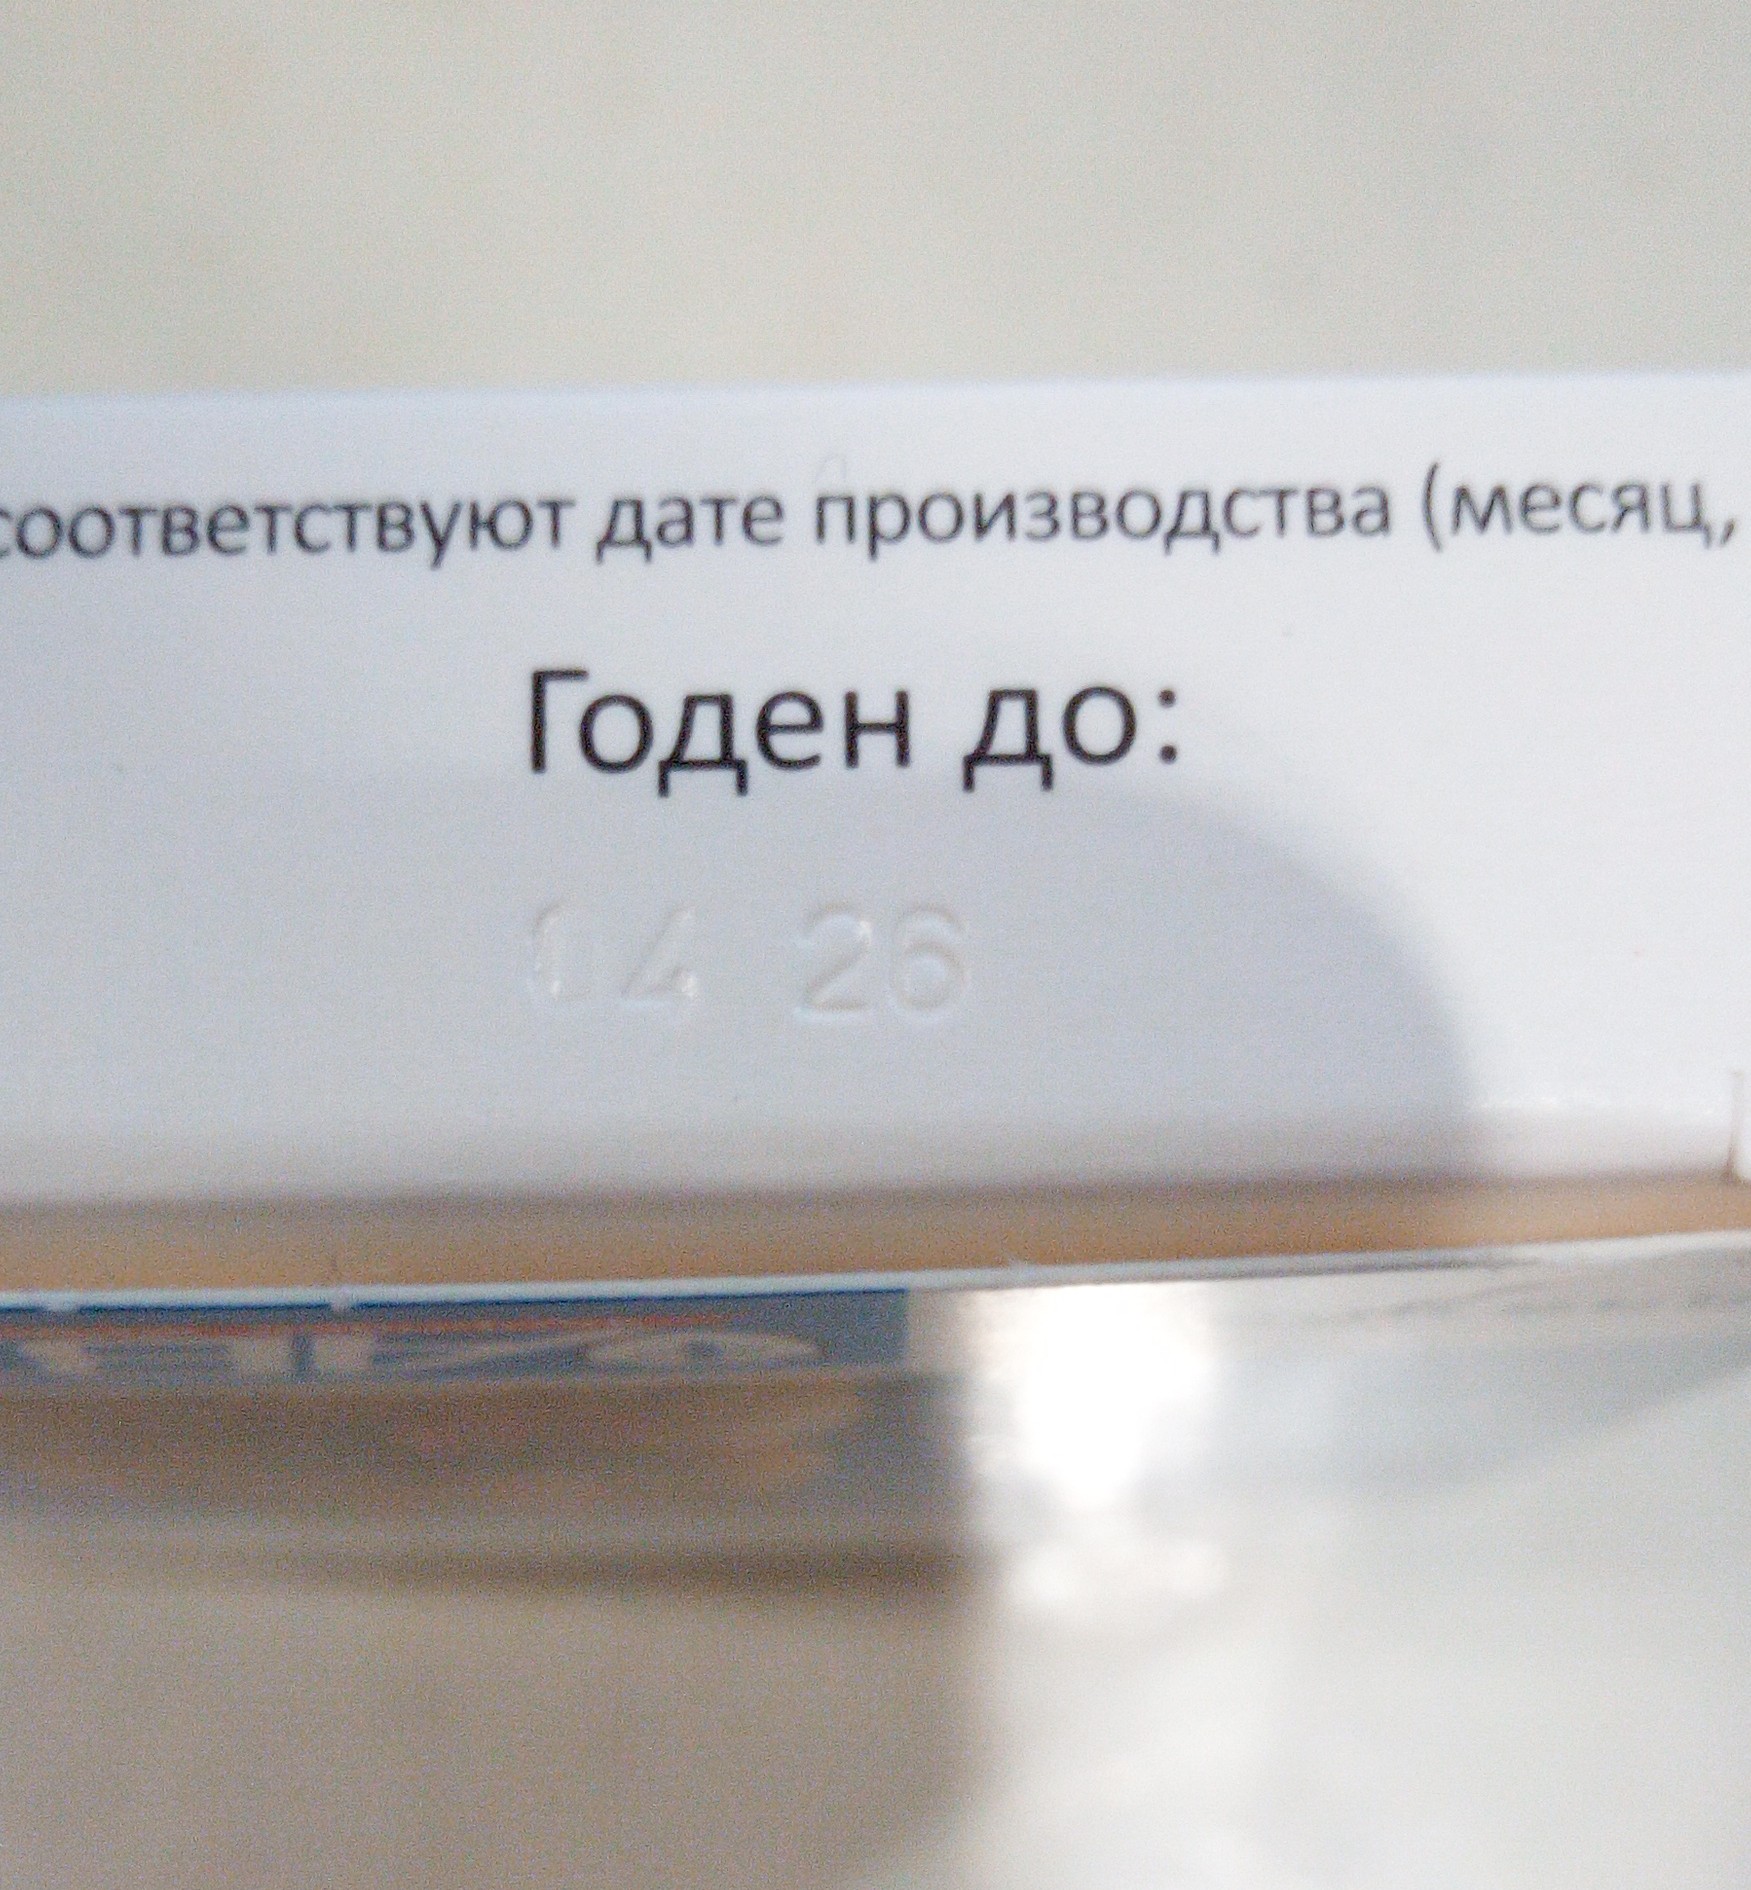 соответствуют дате производства (месяц,
Годен до:
04 26